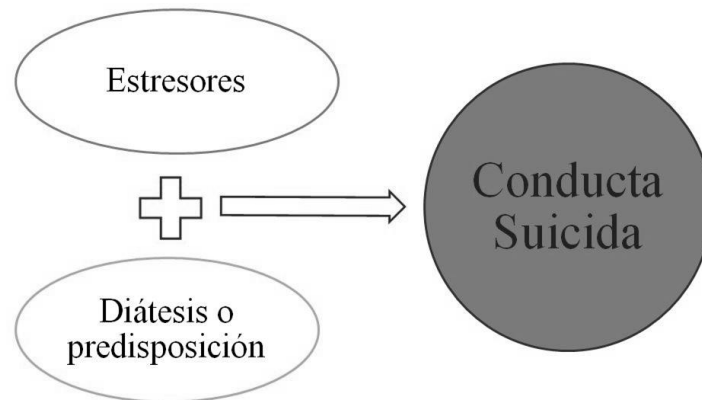 Estresores
Conducta
Suicida
Diátesis o
predisposición